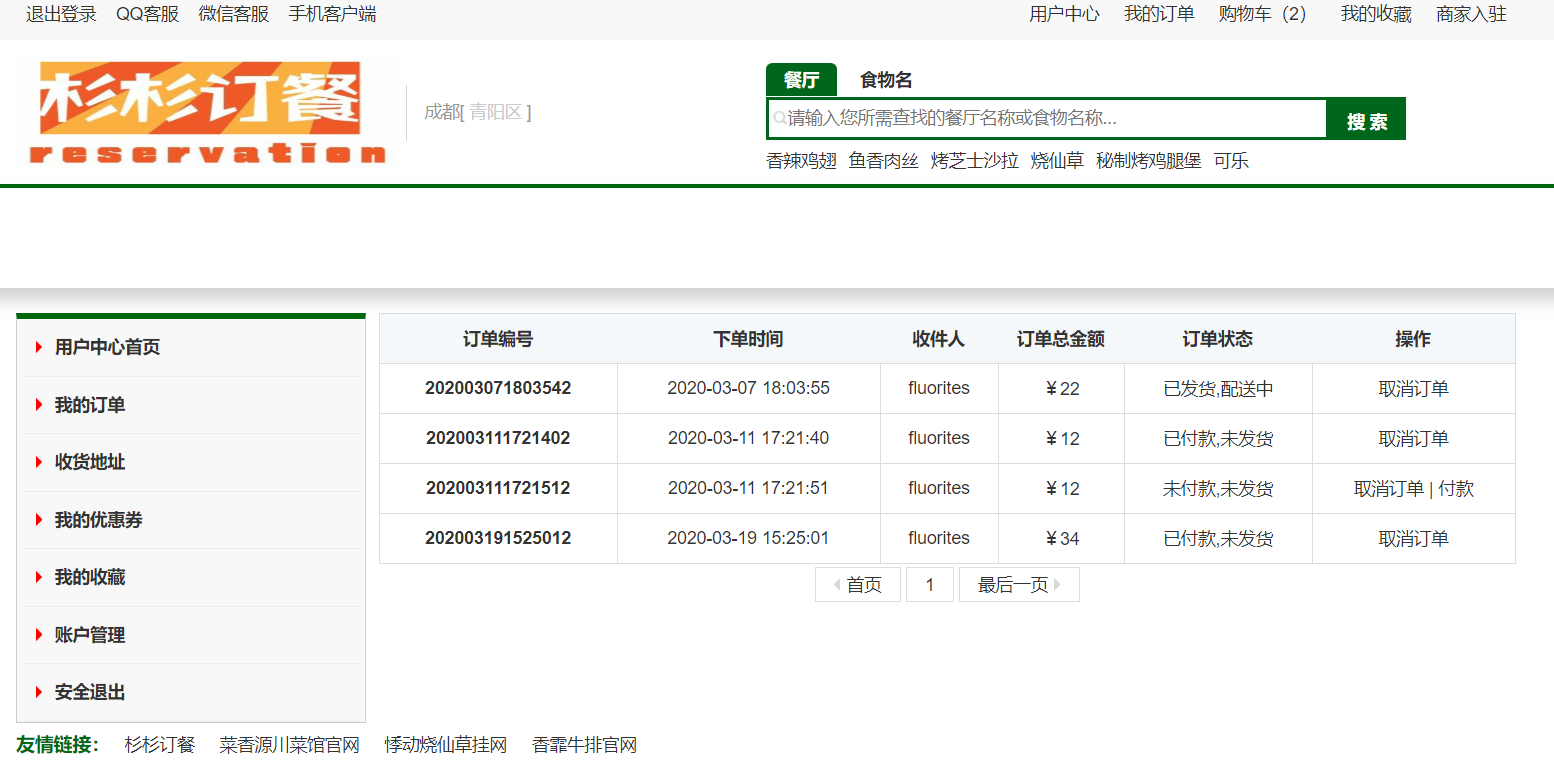 退出登录 QQ客服 微信客服 手机客户端 用户中心 我的订单 购物车（2） 我的收藏 商家入驻
杉杉订餐
reservation
成都[ 青阳区 ]
餐厅 食物名
请输入您所需查找的餐厅名称或食物名称...
搜 索
香辣鸡翅 鱼香肉丝 烤芝士沙拉 烧仙草 秘制烤鸡腿堡 可乐
用户中心首页
我的订单
收货地址
我的优惠券
我的收藏
账户管理
安全退出
订单编号 下单时间 收件人 订单总金额 订单状态 操作
202003071803542 2020-03-07 18:03:55 fluorites ￥22 已发货,配送中 取消订单
202003111721402 2020-03-11 17:21:40 fluorites ￥12 已付款,未发货 取消订单
202003111721512 2020-03-11 17:21:51 fluorites ￥12 未付款,未发货 取消订单 | 付款
202003191525012 2020-03-19 15:25:01 fluorites ￥34 已付款,未发货 取消订单
首页 1 最后一页
友情链接： 杉杉订餐 菜香源川菜馆官网 悸动烧仙草挂网 香霏牛排官网